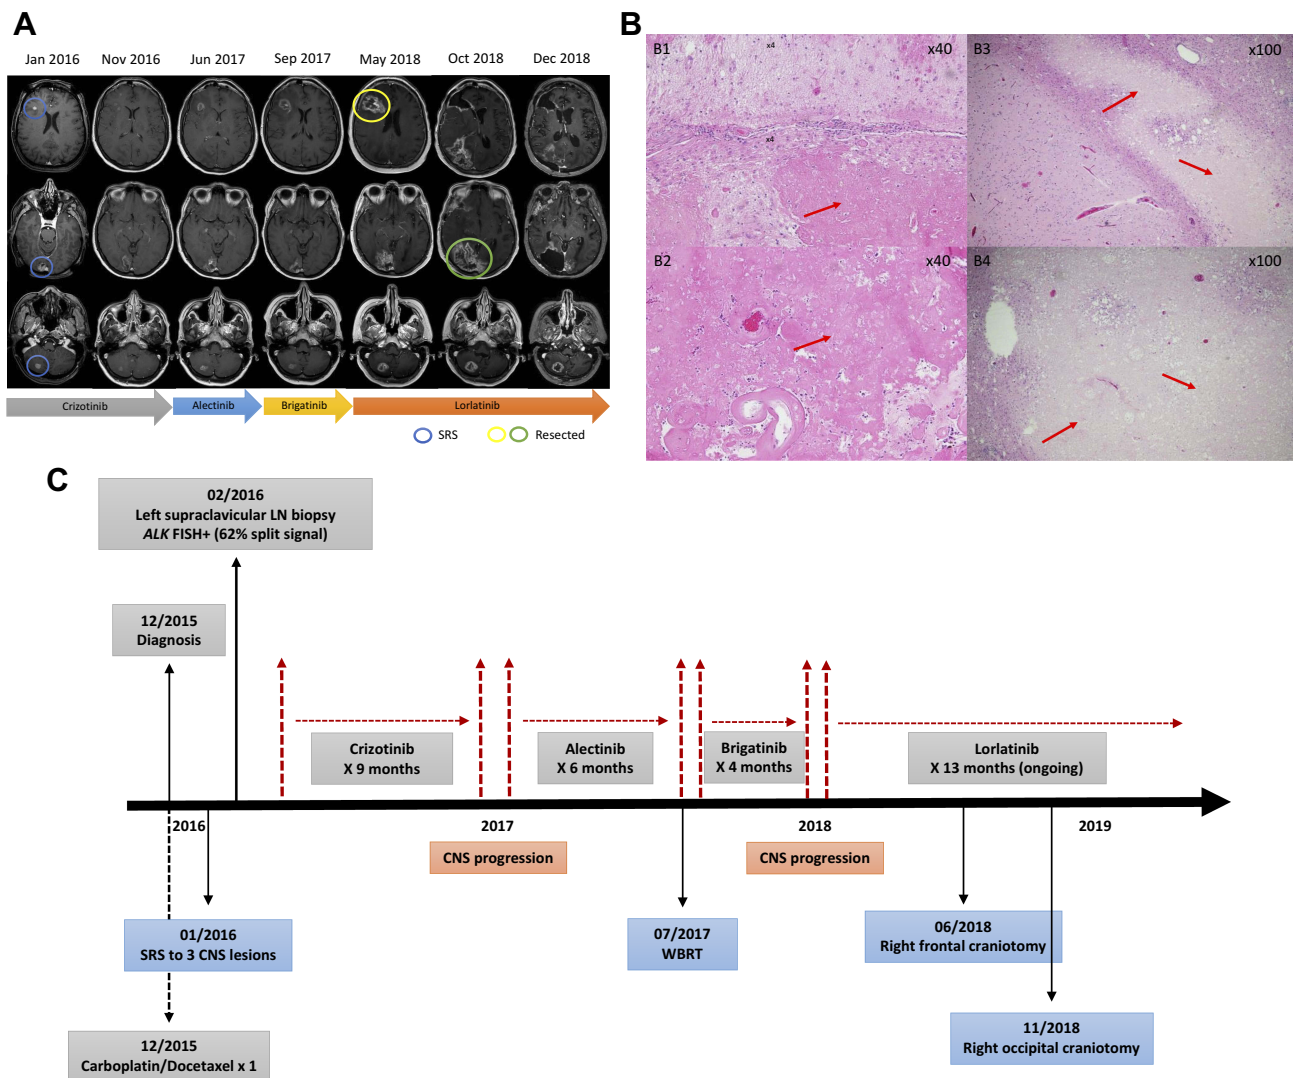 A
Jan 2016 Nov 2016 Jun 2017 Sep 2017 May 2018 Oct 2018 Dec 2018
Crizotinib Alectinib Brigatinib Lorlatinib
SRS Resected
B
B1 x4 x40
x4
B2 x40
B3 x100
B4 x100
C
02/2016
Left supraclavicular LN biopsy
ALK FISH+ (62% split signal)
12/2015
Diagnosis
Crizotinib
X 9 months
Alectinib
X 6 months
Brigatinib
X 4 months
Lorlatinib
X 13 months (ongoing)
2016 2017 2018 2019
CNS progression CNS progression
01/2016
SRS to 3 CNS lesions
07/2017
WBRT
06/2018
Right frontal craniotomy
11/2018
Right occipital craniotomy
12/2015
Carboplatin/Docetaxel x 1